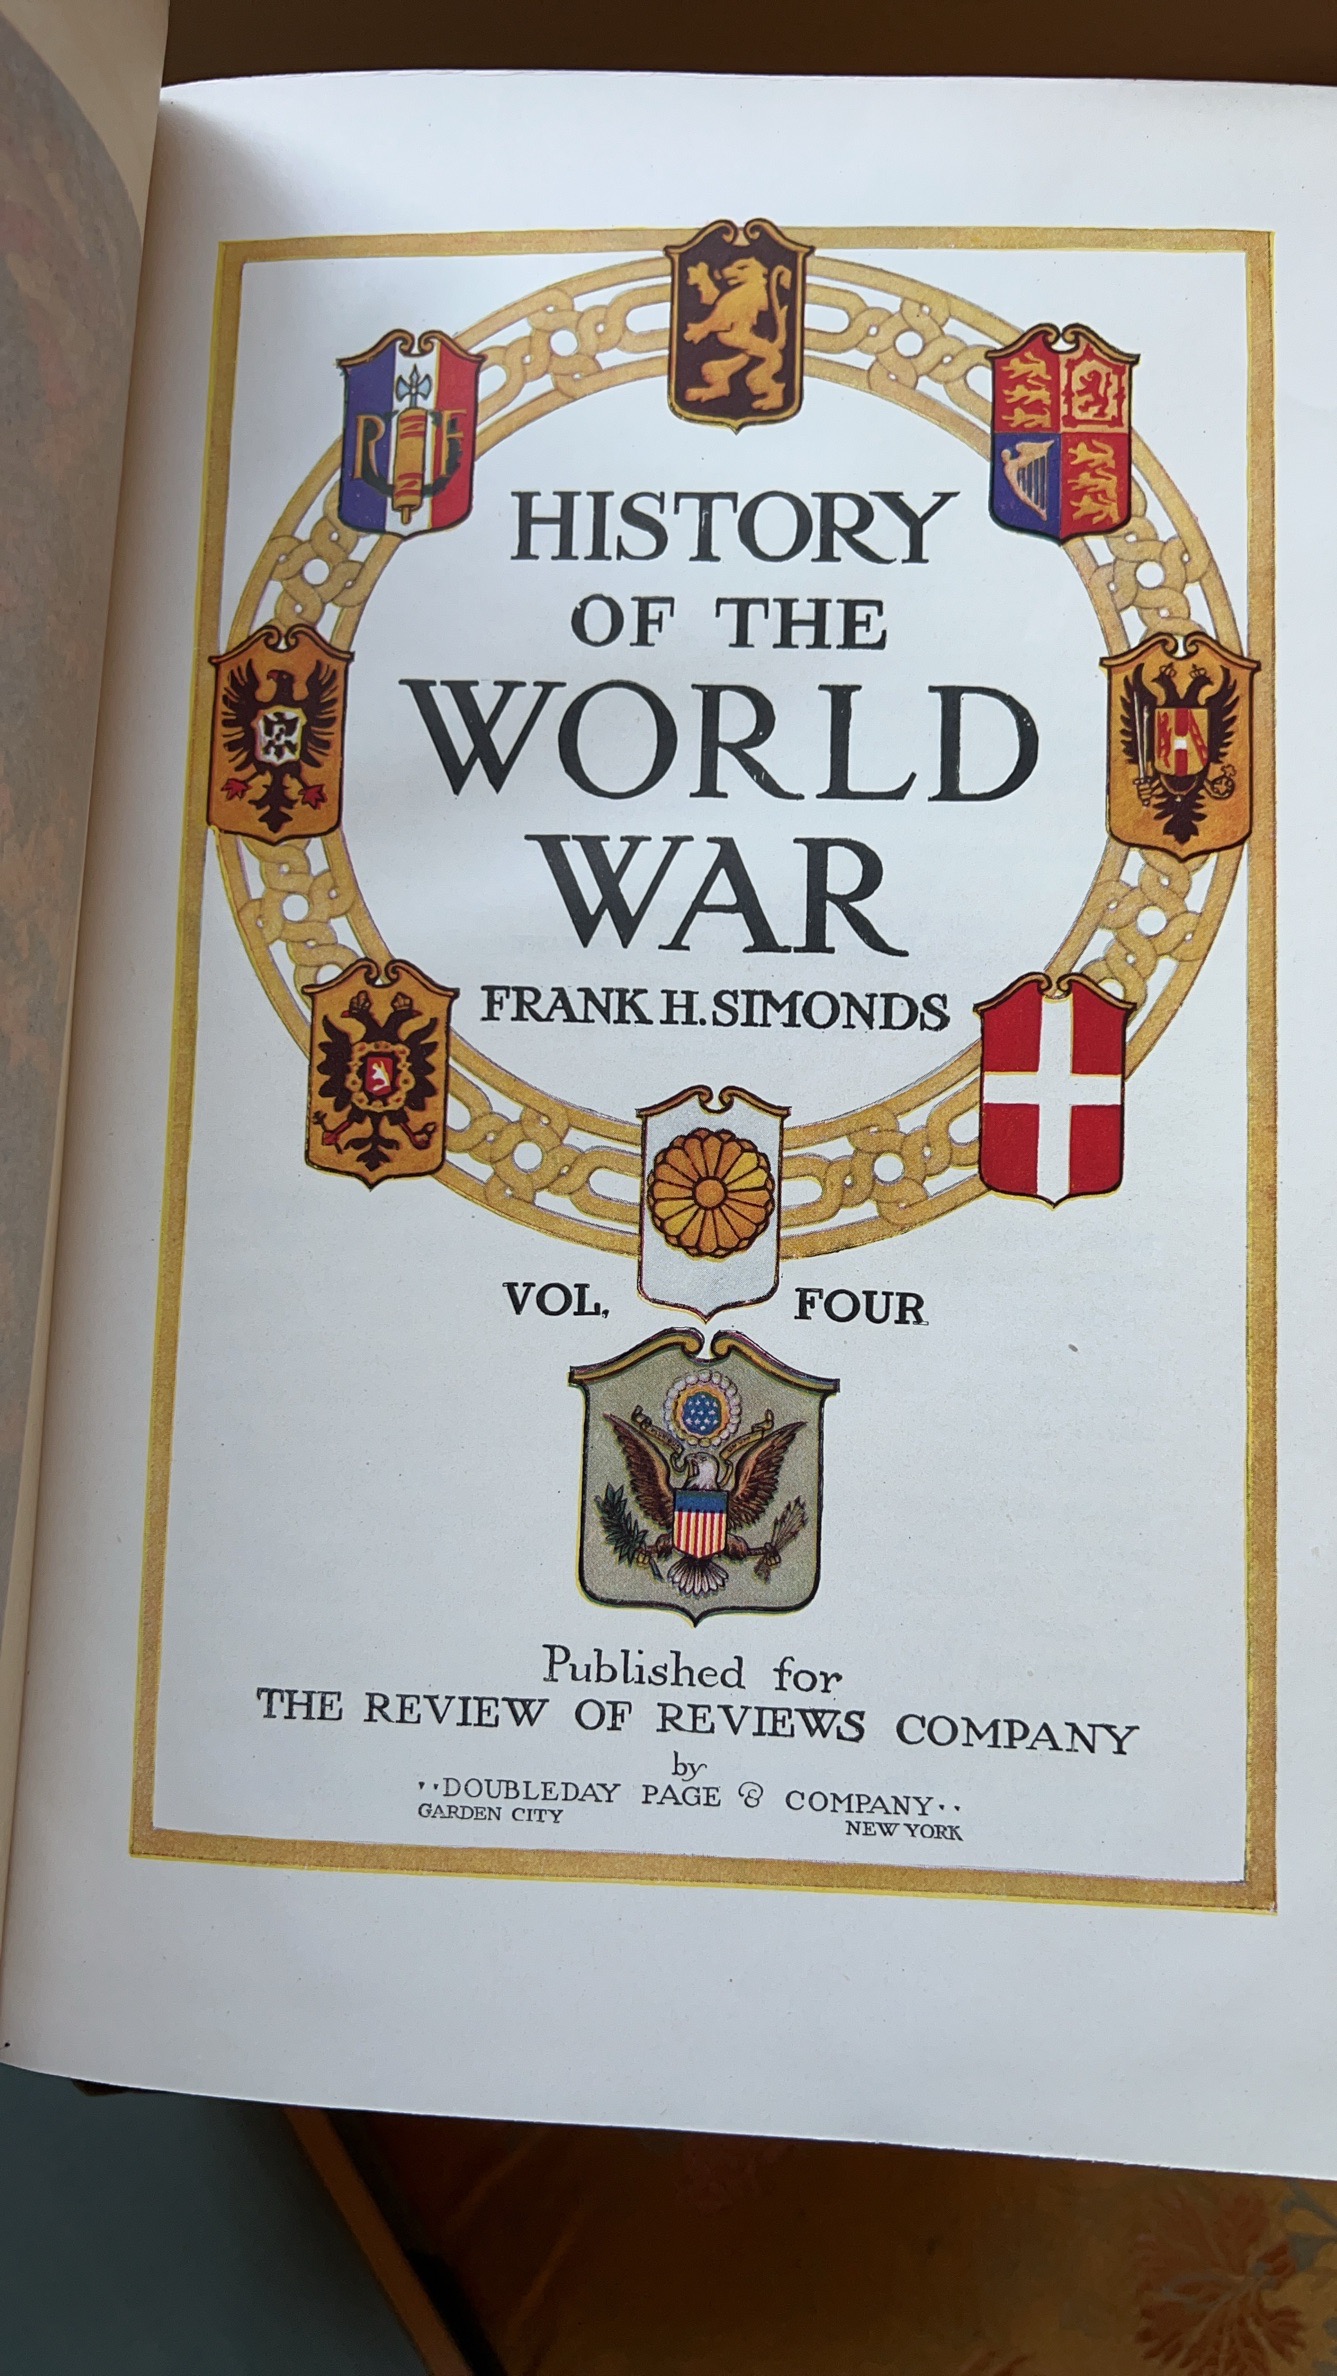 R F
HISTORY
OF THE
WORLD
WAR
FRANK H. SIMONDS
VOL. FOUR
Published for
THE REVIEW OF REVIEWS COMPANY
by
··DOUBLEDAY PAGE & COMPANY··
GARDEN CITY NEW YORK